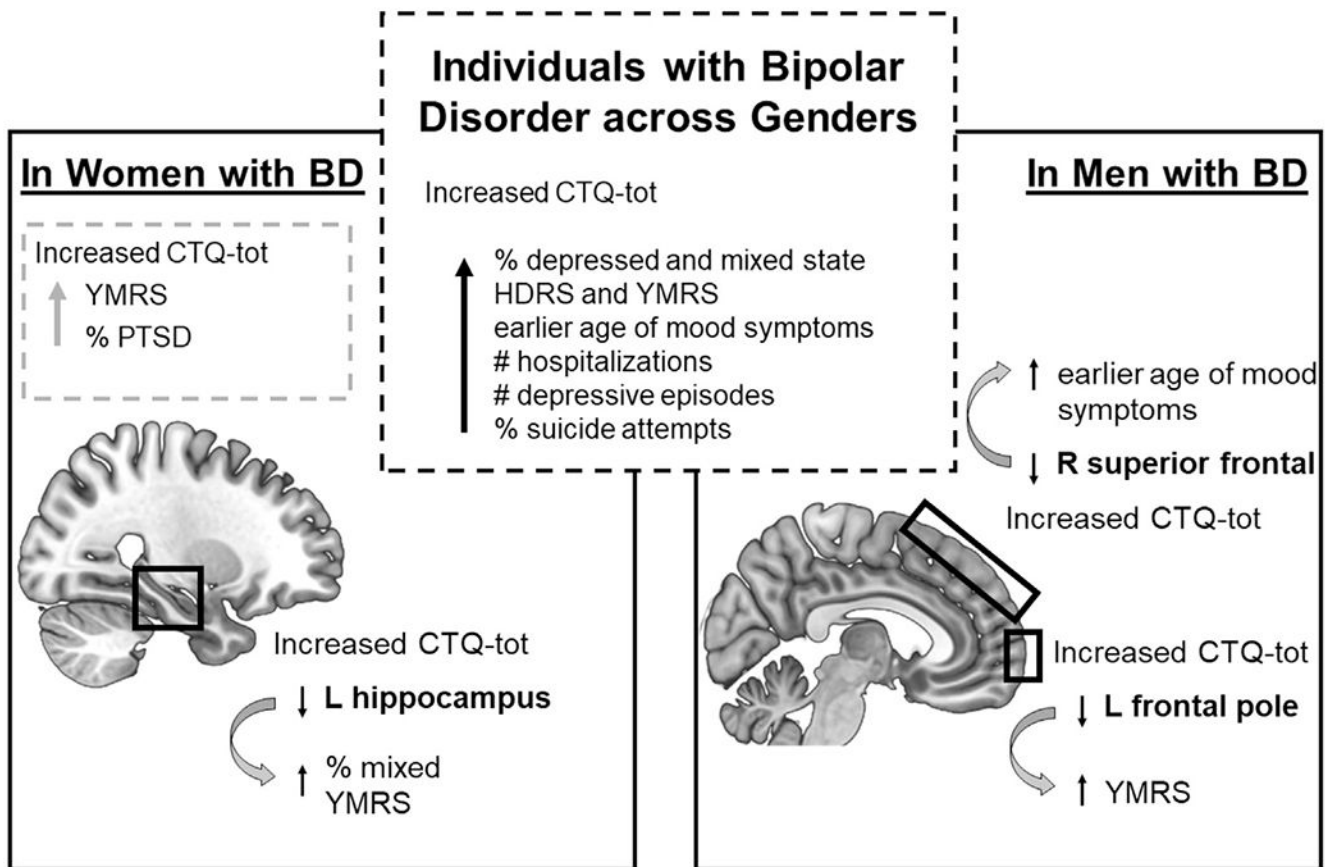 Individuals with Bipolar
Disorder across Genders
Increased CTQ-tot
% depressed and mixed state
HDRS and YMRS
earlier age of mood symptoms
# hospitalizations
# depressive episodes
% suicide attempts
In Women with BD
Increased CTQ-tot
YMRS
% PTSD
Increased CTQ-tot
↓ L hippocampus
↑ % mixed
YMRS
In Men with BD
↑ earlier age of mood
symptoms
↓ R superior frontal
Increased CTQ-tot
Increased CTQ-tot
↓ L frontal pole
↑ YMRS